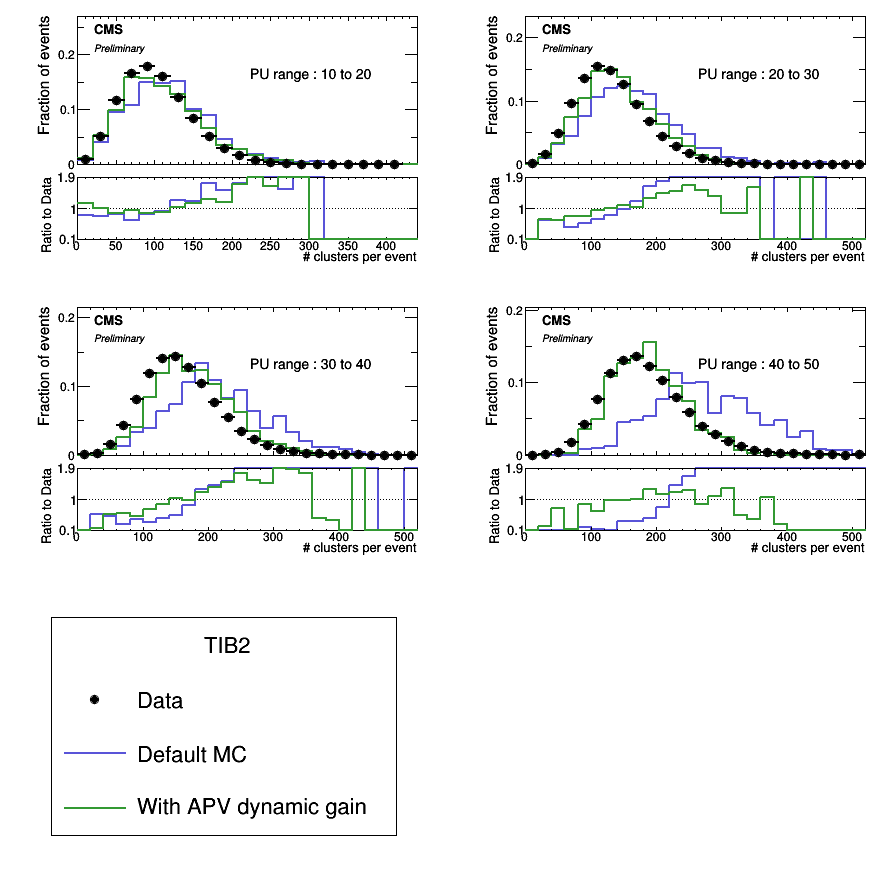 CMS
Preliminary
PU range : 10 to 20
Fraction of events
0.2
0.1
0
Ratio to Data
1.9
1
0.1
0 50 100 150 200 250 300 350 400
# clusters per event
CMS
Preliminary
PU range : 20 to 30
Fraction of events
0.2
0.1
0
Ratio to Data
1.9
1
0.1
0 100 200 300 400 500
# clusters per event
CMS
Preliminary
PU range : 30 to 40
Fraction of events
0.2
0.1
0
Ratio to Data
1.9
1
0.1
0 100 200 300 400 500
# clusters per event
CMS
Preliminary
PU range : 40 to 50
Fraction of events
0.2
0.1
0
Ratio to Data
1.9
1
0.1
0 100 200 300 400 500
# clusters per event
TIB2
Data
Default MC
With APV dynamic gain